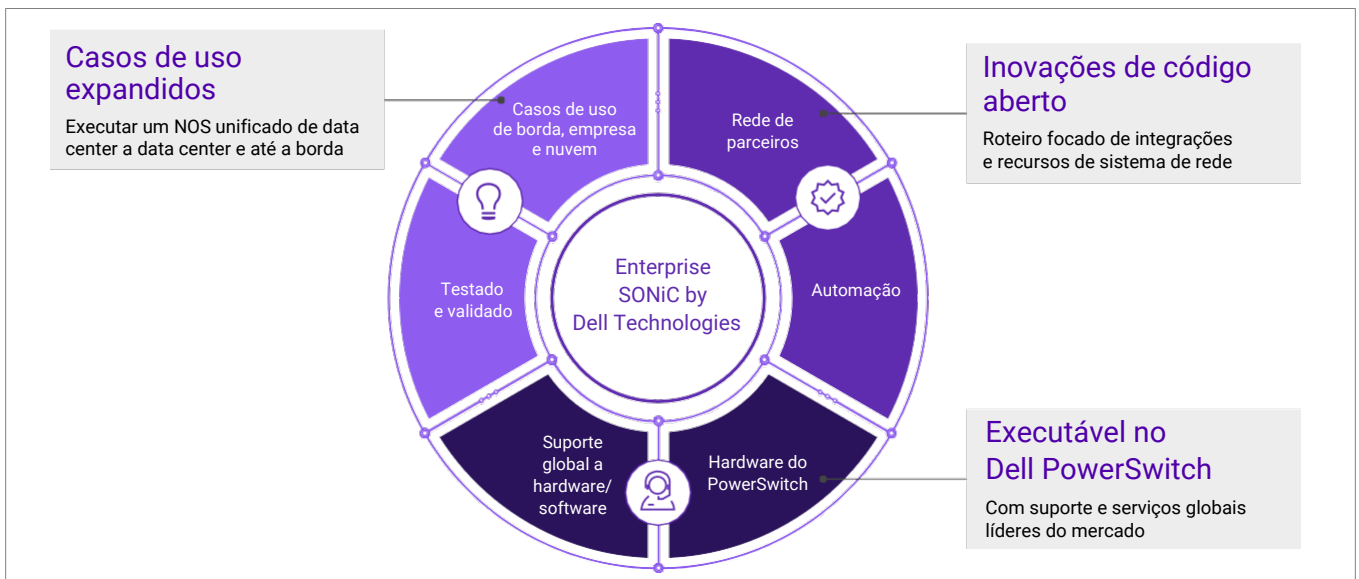 Casos de uso
expandidos
Executar um NOS unificado de data
center a data center e até a borda
Inovações de código
aberto
Roteiro focado de integrações
e recursos de sistema de rede
Casos de uso
de borda, empresa
e nuvem
Rede de
parceiros
Testado
e validado
Enterprise
SONiC by
Dell Technologies
Automação
Suporte
global a
hardware/
software
Hardware do
PowerSwitch
Executável no
Dell PowerSwitch
Com suporte e serviços globais
líderes do mercado